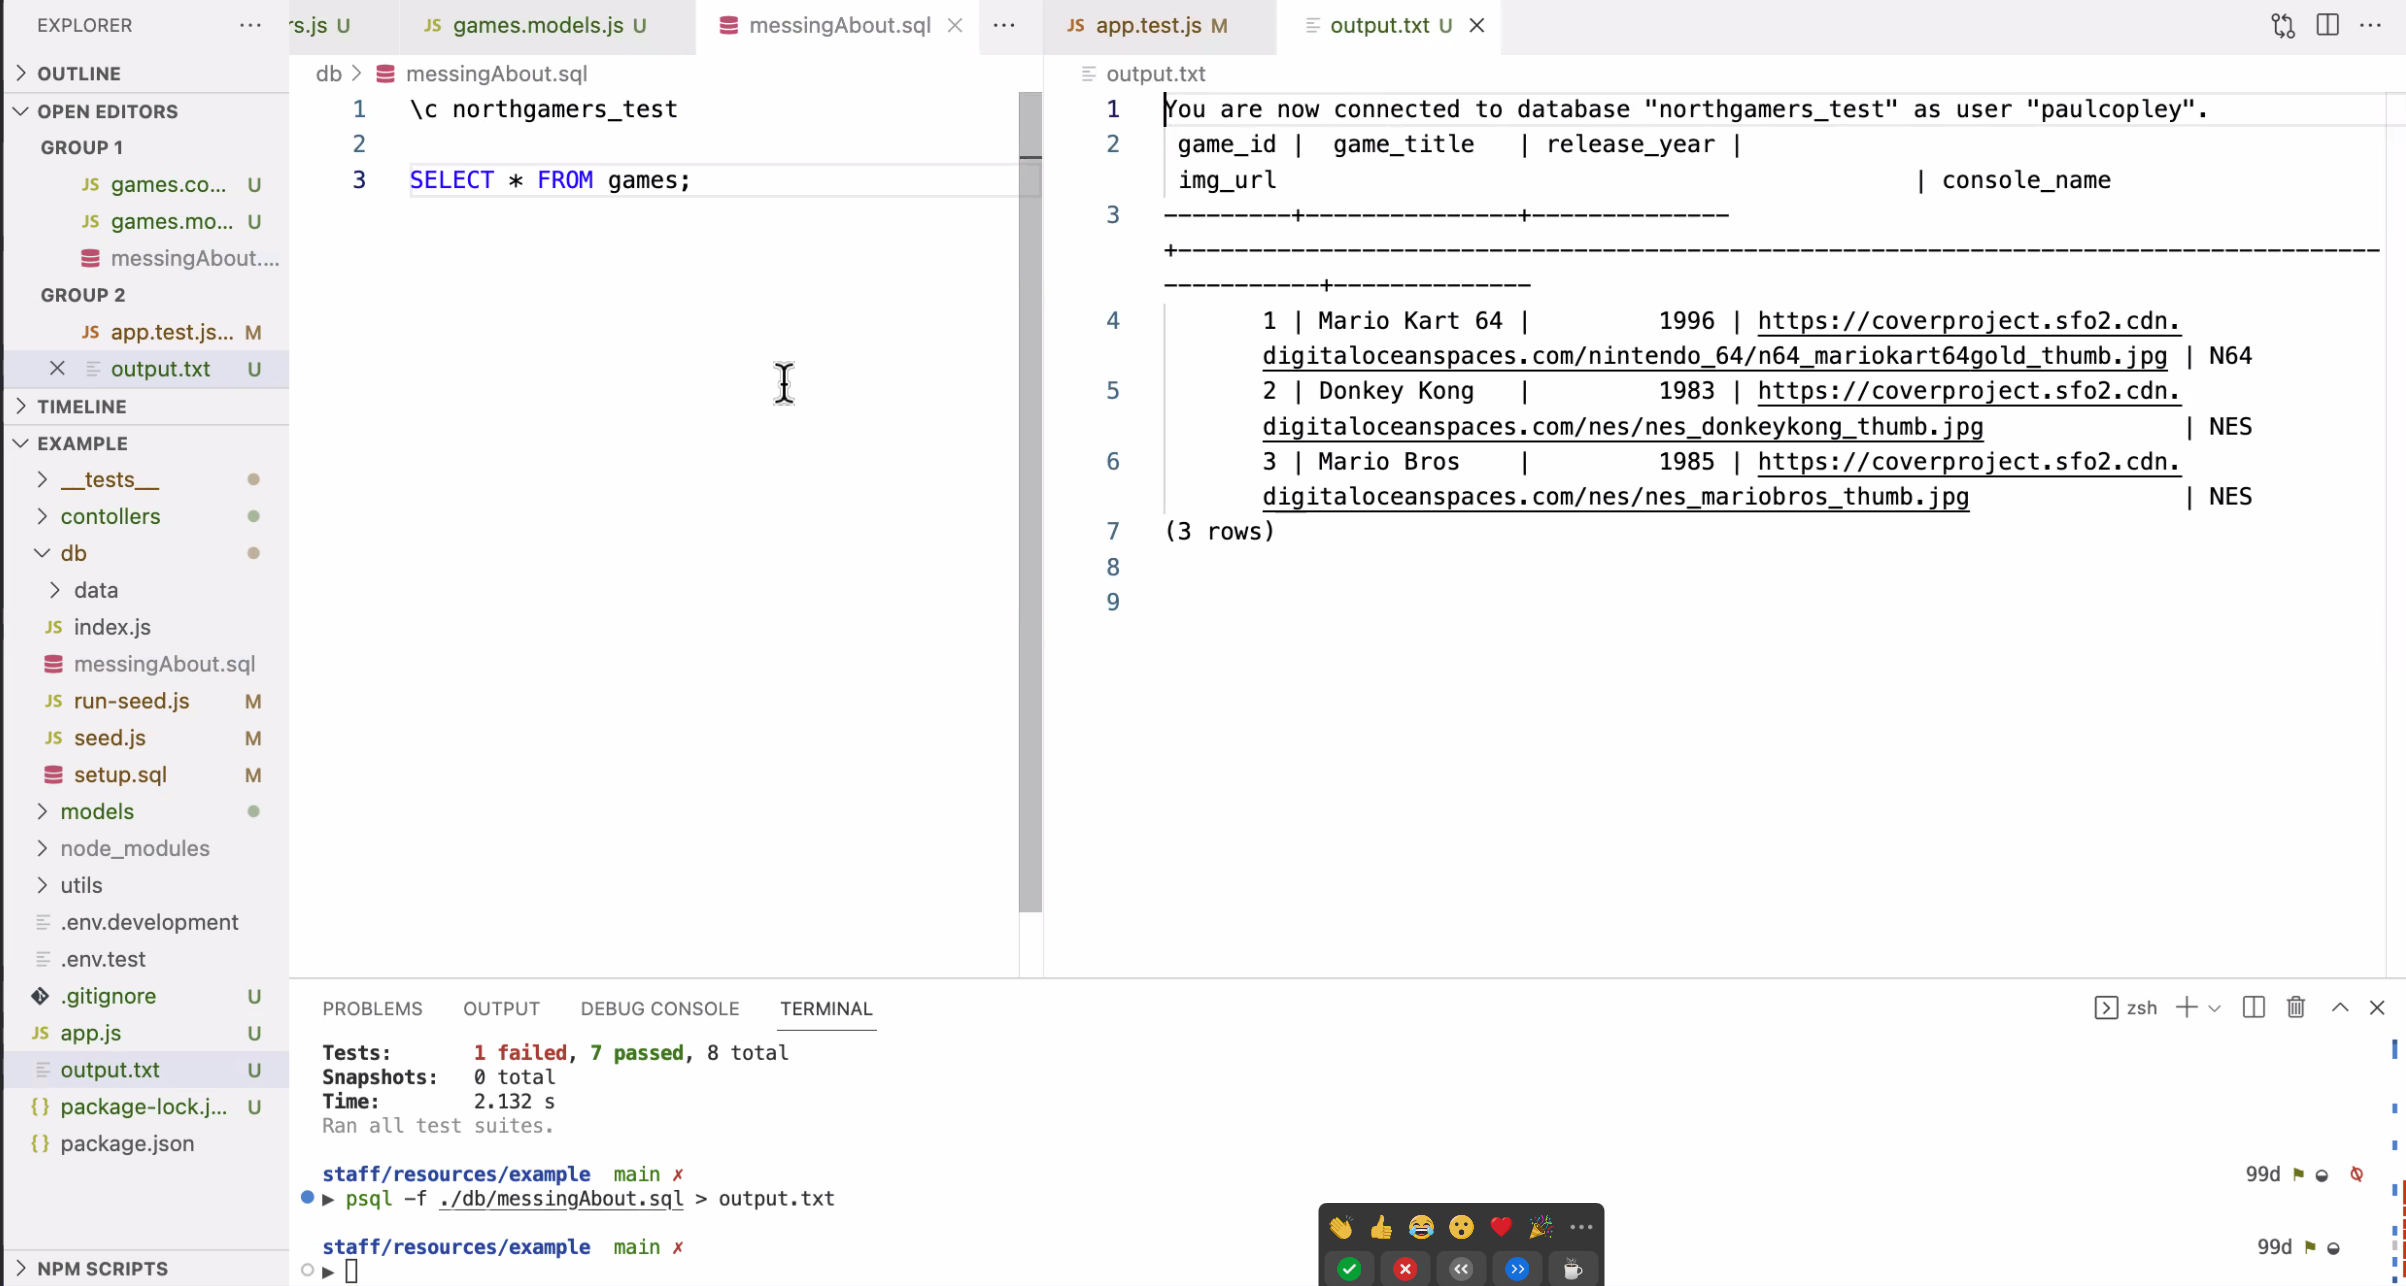 EXPLORER
OUTLINE
OPEN EDITORS
GROUP 1
JS games.co... U
JS games.mo... U
messingAbout....
GROUP 2
JS app.test.js... M
output.txt U
TIMELINE
EXAMPLE
__tests__
contollers
db
data
JS index.js
messingAbout.sql
JS run-seed.js M
JS seed.js M
setup.sql M
models
node_modules
utils
.env.development
.env.test
.gitignore U
JS app.js U
output.txt U
{} package-lock.j... U
{} package.json
NPM SCRIPTS
rs.js U
JS games.models.js U
messingAbout.sql
db > messingAbout.sql
1 \c northgamers_test
2
3 SELECT * FROM games;
JS app.test.js M
output.txt U
output.txt
1 You are now connected to database "northgamers_test" as user "paulcopley".
2 game_id | game_title | release_year |
img_url | console_name
3 ---------+---------------+--------------
+-------------------------------------------------------------------------------------
-----------+--------------
4 1 | Mario Kart 64 | 1996 | https://coverproject.sfo2.cdn.
digitaloceanspaces.com/nintendo_64/n64_mariokart64gold_thumb.jpg | N64
5 2 | Donkey Kong | 1983 | https://coverproject.sfo2.cdn.
digitaloceanspaces.com/nes/nes_donkeykong_thumb.jpg | NES
6 3 | Mario Bros | 1985 | https://coverproject.sfo2.cdn.
digitaloceanspaces.com/nes/nes_mariobros_thumb.jpg | NES
7 (3 rows)
8
9
PROBLEMS OUTPUT DEBUG CONSOLE TERMINAL
zsh
Tests: 1 failed, 7 passed, 8 total
Snapshots: 0 total
Time: 2.132 s
Ran all test suites.
staff/resources/example main ✗
99d
▶ psql -f ./db/messingAbout.sql > output.txt
staff/resources/example main ✗
99d
▶